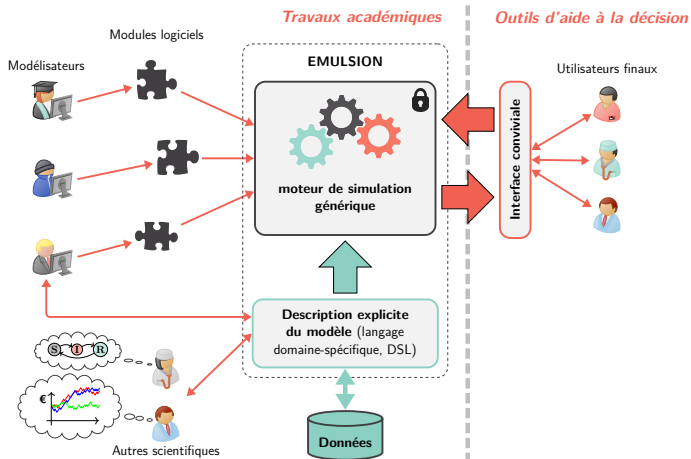 Travaux académiques
Outils d'aide à la décision
Modules logiciels
Modélisateurs
EMULSION
Utilisateurs finaux
moteur de simulation
générique
Interface conviviale
Description explicite
du modèle (langage
domaine-spécifique, DSL)
S I R
€
t
Données
Autres scientifiques